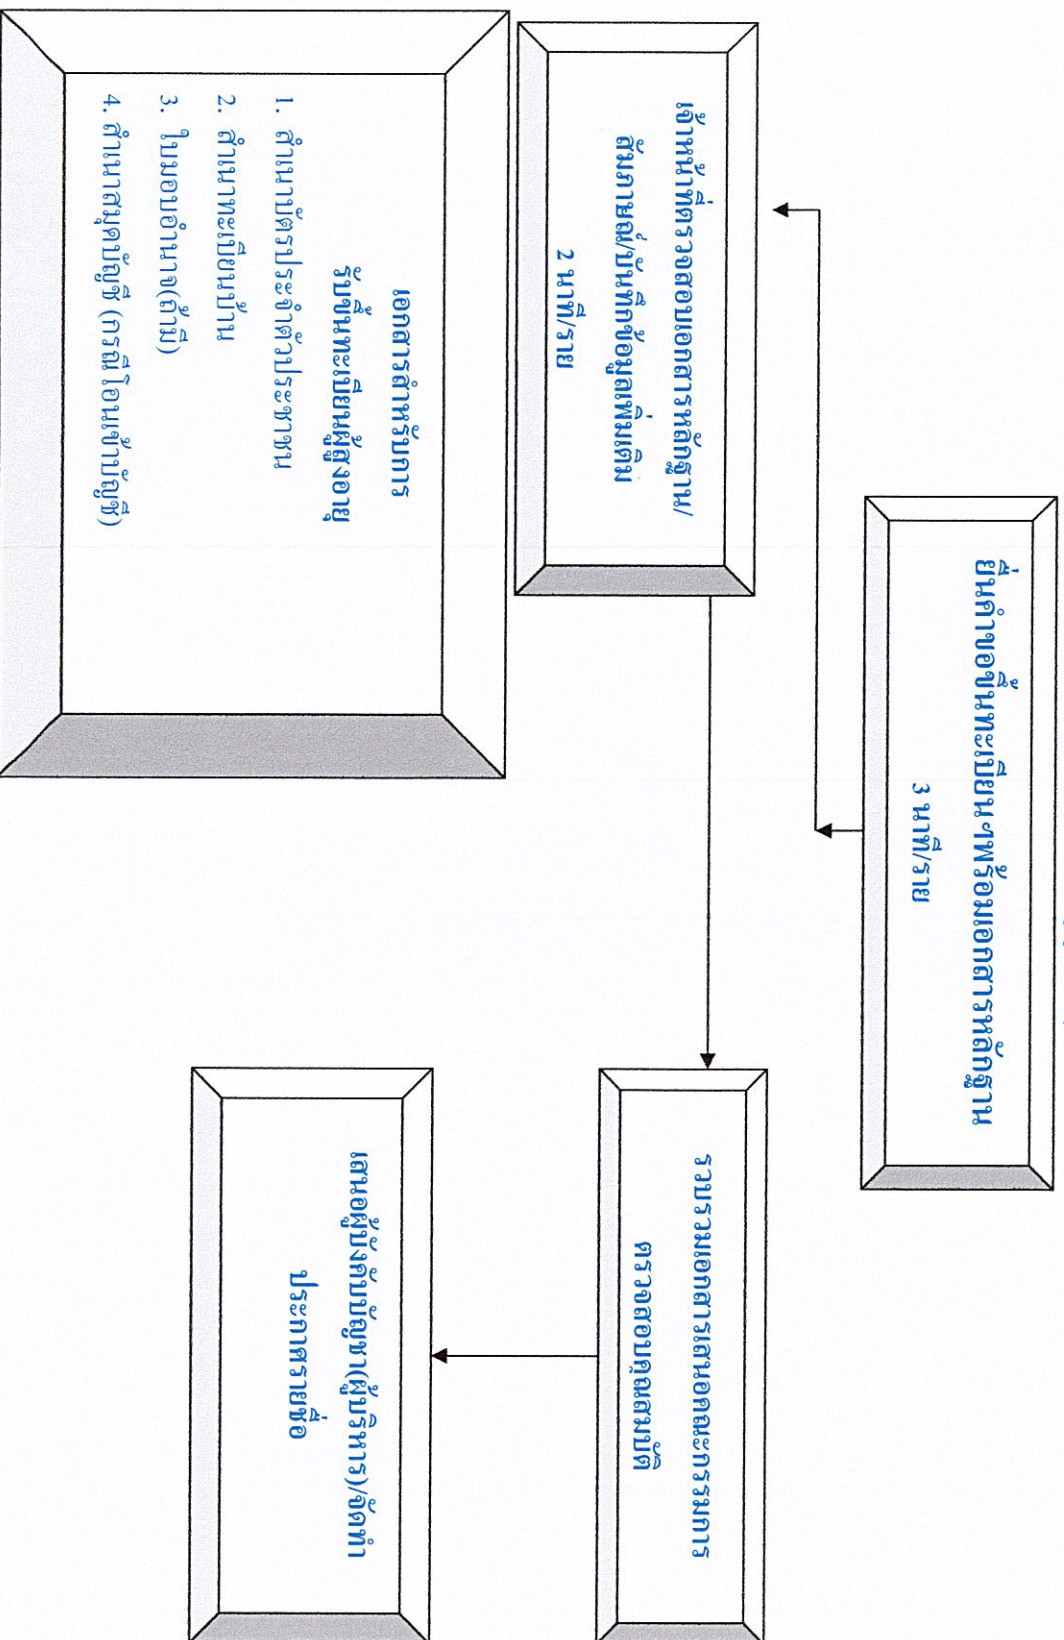 ยื่นคำขอขึ้นทะเบียนฯพร้อมเอกสารหลักฐาน
3 นาที/ราย
เจ้าหน้าที่ตรวจสอบเอกสารหลักฐาน/
สัมภาษณ์/บันทึกข้อมูลเพิ่มเติม
2 นาที/ราย
รวบรวมเอกสารเสนอคณะกรรมการ
ตรวจสอบคุณสมบัติ
เสนอผู้บังคับบัญชา(ผู้บริหาร)/จัดทำ
ประกาศรายชื่อ
เอกสารสำหรับการ
รับขึ้นทะเบียนผู้สูงอายุ
1. สำเนาบัตรประจำตัวประชาชน
2. สำเนาทะเบียนบ้าน
3. ใบมอบอำนาจ(ถ้ามี)
4. สำเนาสมุดบัญชี (กรณีโอนเข้าบัญชี)